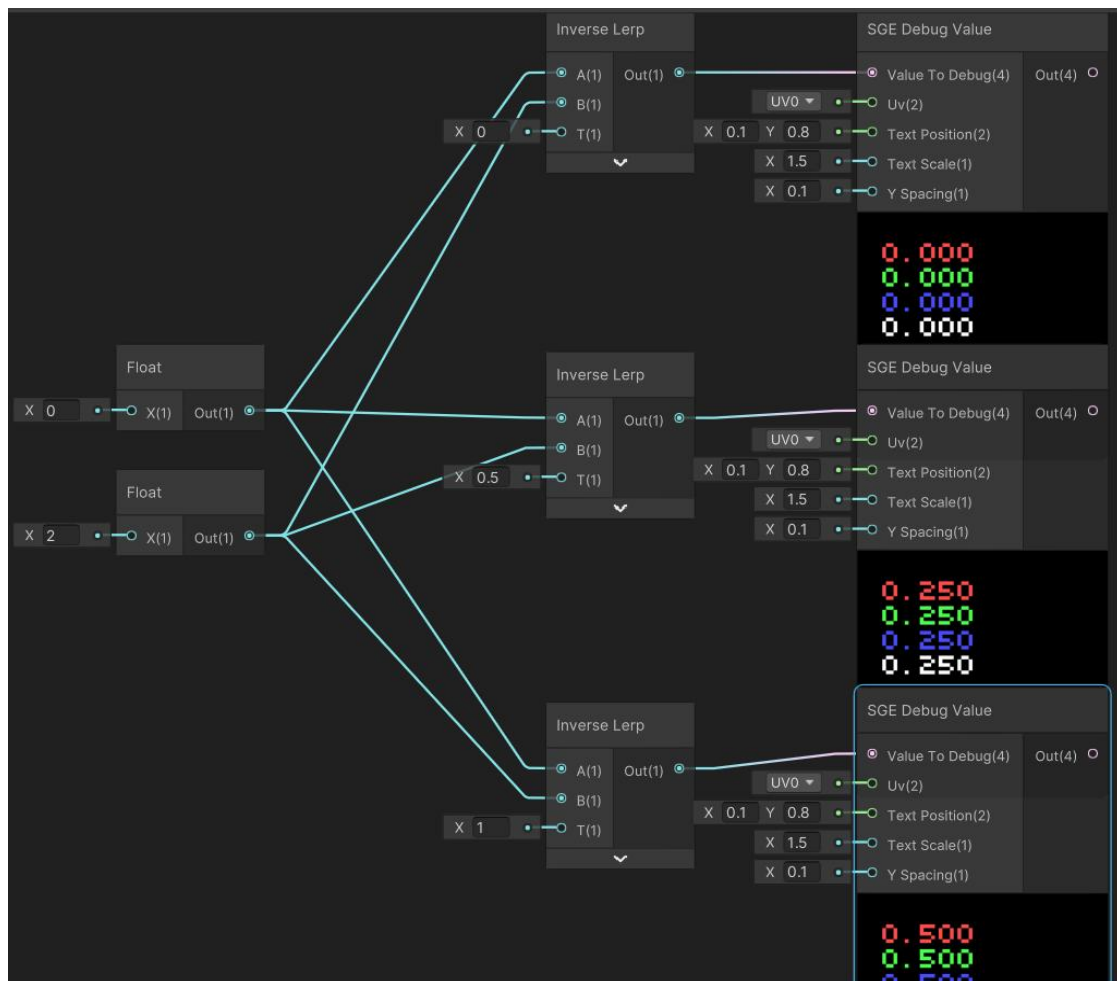 Inverse Lerp
A(1) Out(1)
B(1)
X 0 T(1)
SGE Debug Value
Value To Debug(4) Out(4)
UV0 Uv(2)
X 0.1 Y 0.8 Text Position(2)
X 1.5 Text Scale(1)
X 0.1 Y Spacing(1)
0.000
0.000
0.000
0.000
Float
X 0 X(1) Out(1)
Float
X 2 X(1) Out(1)
Inverse Lerp
A(1) Out(1)
B(1)
X 0.5 T(1)
SGE Debug Value
Value To Debug(4) Out(4)
UV0 Uv(2)
X 0.1 Y 0.8 Text Position(2)
X 1.5 Text Scale(1)
X 0.1 Y Spacing(1)
0.250
0.250
0.250
0.250
Inverse Lerp
A(1) Out(1)
B(1)
X 1 T(1)
SGE Debug Value
Value To Debug(4) Out(4)
UV0 Uv(2)
X 0.1 Y 0.8 Text Position(2)
X 1.5 Text Scale(1)
X 0.1 Y Spacing(1)
0.500
0.500